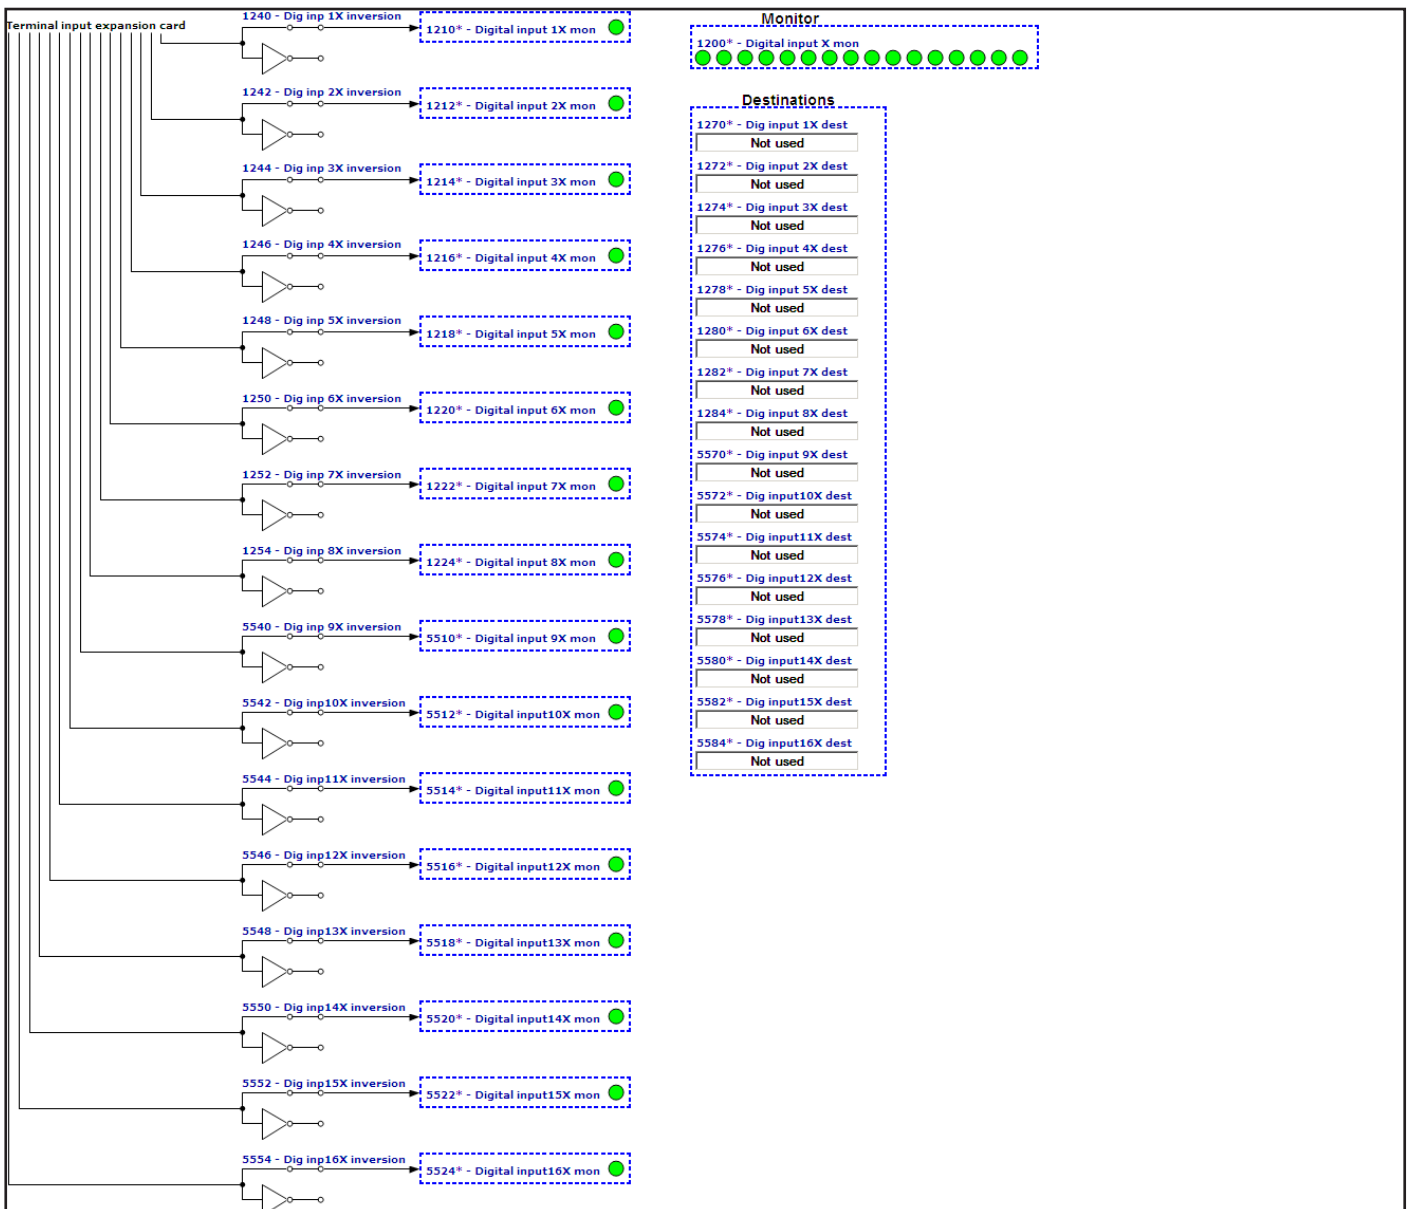 Terminal input expansion card
1240 - Dig inp 1X inversion
1210* - Digital input 1X mon
1242 - Dig inp 2X inversion
1212* - Digital input 2X mon
1244 - Dig inp 3X inversion
1214* - Digital input 3X mon
1246 - Dig inp 4X inversion
1216* - Digital input 4X mon
1248 - Dig inp 5X inversion
1218* - Digital input 5X mon
1250 - Dig inp 6X inversion
1220* - Digital input 6X mon
1252 - Dig inp 7X inversion
1222* - Digital input 7X mon
1254 - Dig inp 8X inversion
1224* - Digital input 8X mon
5540 - Dig inp 9X inversion
5510* - Digital input 9X mon
5542 - Dig inp10X inversion
5512* - Digital input10X mon
5544 - Dig inp11X inversion
5514* - Digital input11X mon
5546 - Dig inp12X inversion
5516* - Digital input12X mon
5548 - Dig inp13X inversion
5518* - Digital input13X mon
5550 - Dig inp14X inversion
5520* - Digital input14X mon
5552 - Dig inp15X inversion
5522* - Digital input15X mon
5554 - Dig inp16X inversion
5524* - Digital input16X mon
Monitor
1200* - Digital input X mon
Destinations
1270* - Dig input 1X dest
Not used
1272* - Dig input 2X dest
Not used
1274* - Dig input 3X dest
Not used
1276* - Dig input 4X dest
Not used
1278* - Dig input 5X dest
Not used
1280* - Dig input 6X dest
Not used
1282* - Dig input 7X dest
Not used
1284* - Dig input 8X dest
Not used
5570* - Dig input 9X dest
Not used
5572* - Dig input10X dest
Not used
5574* - Dig input11X dest
Not used
5576* - Dig input12X dest
Not used
5578* - Dig input13X dest
Not used
5580* - Dig input14X dest
Not used
5582* - Dig input15X dest
Not used
5584* - Dig input16X dest
Not used